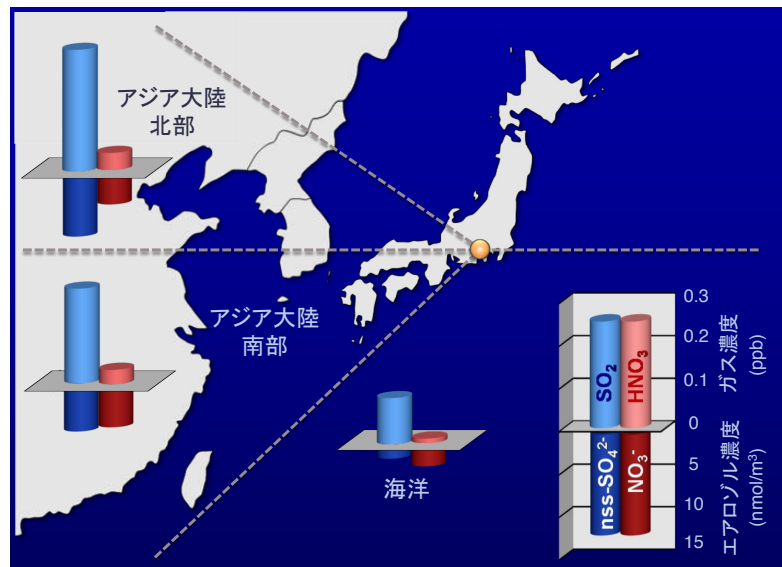 アジア大陸
北部
アジア大陸
南部
海洋
0.3
0.2
0.1
0
5
10
15
ガス濃度
(ppb)
エアロゾル濃度
(nmol/m³)
SO₂
HNO₃
nss-SO₄²⁻
NO₃-